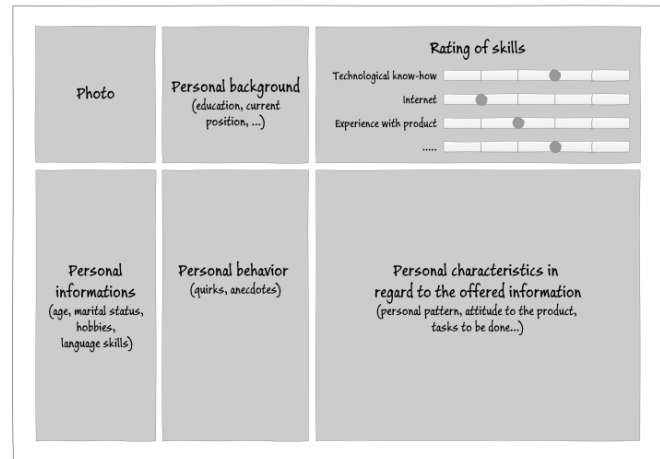 Photo
Personal background
(education, current
position, ...)
Rating of skills
Technological know-how
Internet
Experience with product
.....
Personal
informations
(age, marital status,
hobbies,
language skills)
Personal behavior
(quirks, anecdotes)
Personal characteristics in
regard to the offered information
(personal pattern, attitude to the product,
tasks to be done...)